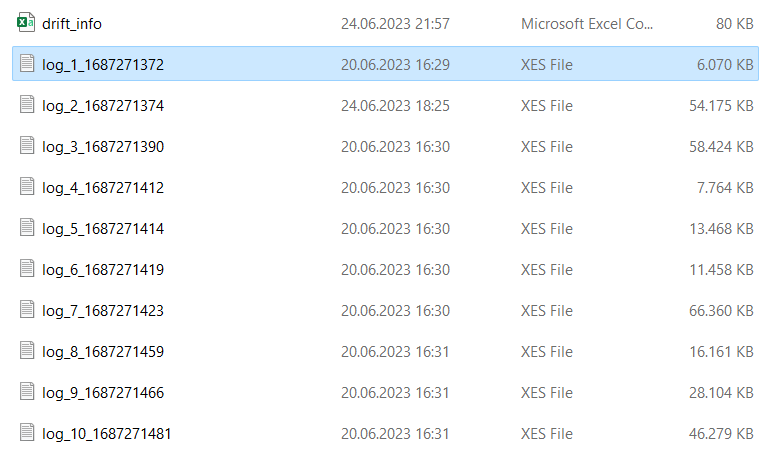 drift_info 24.06.2023 21:57 Microsoft Excel Co... 80 KB
log_1_1687271372 20.06.2023 16:29 XES File 6.070 KB
log_2_1687271374 24.06.2023 18:25 XES File 54.175 KB
log_3_1687271390 20.06.2023 16:30 XES File 58.424 KB
log_4_1687271412 20.06.2023 16:30 XES File 7.764 KB
log_5_1687271414 20.06.2023 16:30 XES File 13.468 KB
log_6_1687271419 20.06.2023 16:30 XES File 11.458 KB
log_7_1687271423 20.06.2023 16:30 XES File 66.360 KB
log_8_1687271459 20.06.2023 16:31 XES File 16.161 KB
log_9_1687271466 20.06.2023 16:31 XES File 28.104 KB
log_10_1687271481 20.06.2023 16:31 XES File 46.279 KB